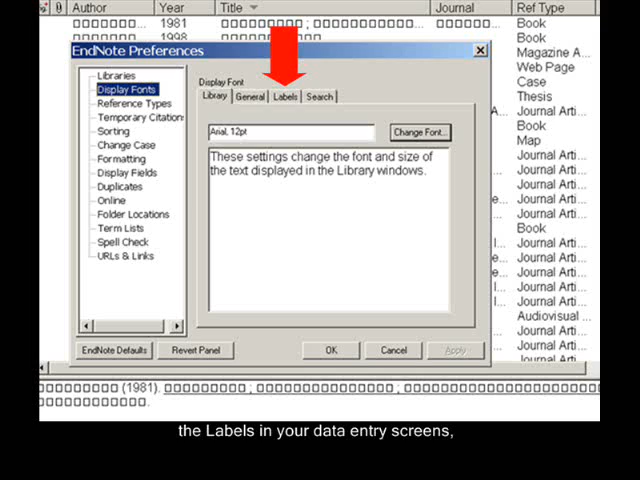 Author Year Title Journal Ref Type
1981 ; Book
1998 Book
EndNote Preferences
Magazine A...
Web Page
Case
Thesis
Journal Arti...
Book
Map
Journal Arti...
Journal Arti...
Journal Arti...
Journal Arti...
Journal Arti...
Book
Journal Arti...
Journal Arti...
Journal Arti...
Journal Arti...
Journal Arti...
Audiovisual ...
Journal Arti...
Journal Arti...
Journal Arti
Libraries
Display Fonts
Reference Types
Temporary Citation
Sorting
Change Case
Formatting
Display Fields
Duplicates
Online
Folder Locations
Term Lists
Spell Check
URLs & Links
Display Font
Library General Labels Search
Arial, 12pt Change Font...
These settings change the font and size of
the text displayed in the Library windows.
EndNote Defaults Revert Panel OK Cancel Apply
(1981).
the Labels in your data entry screens,